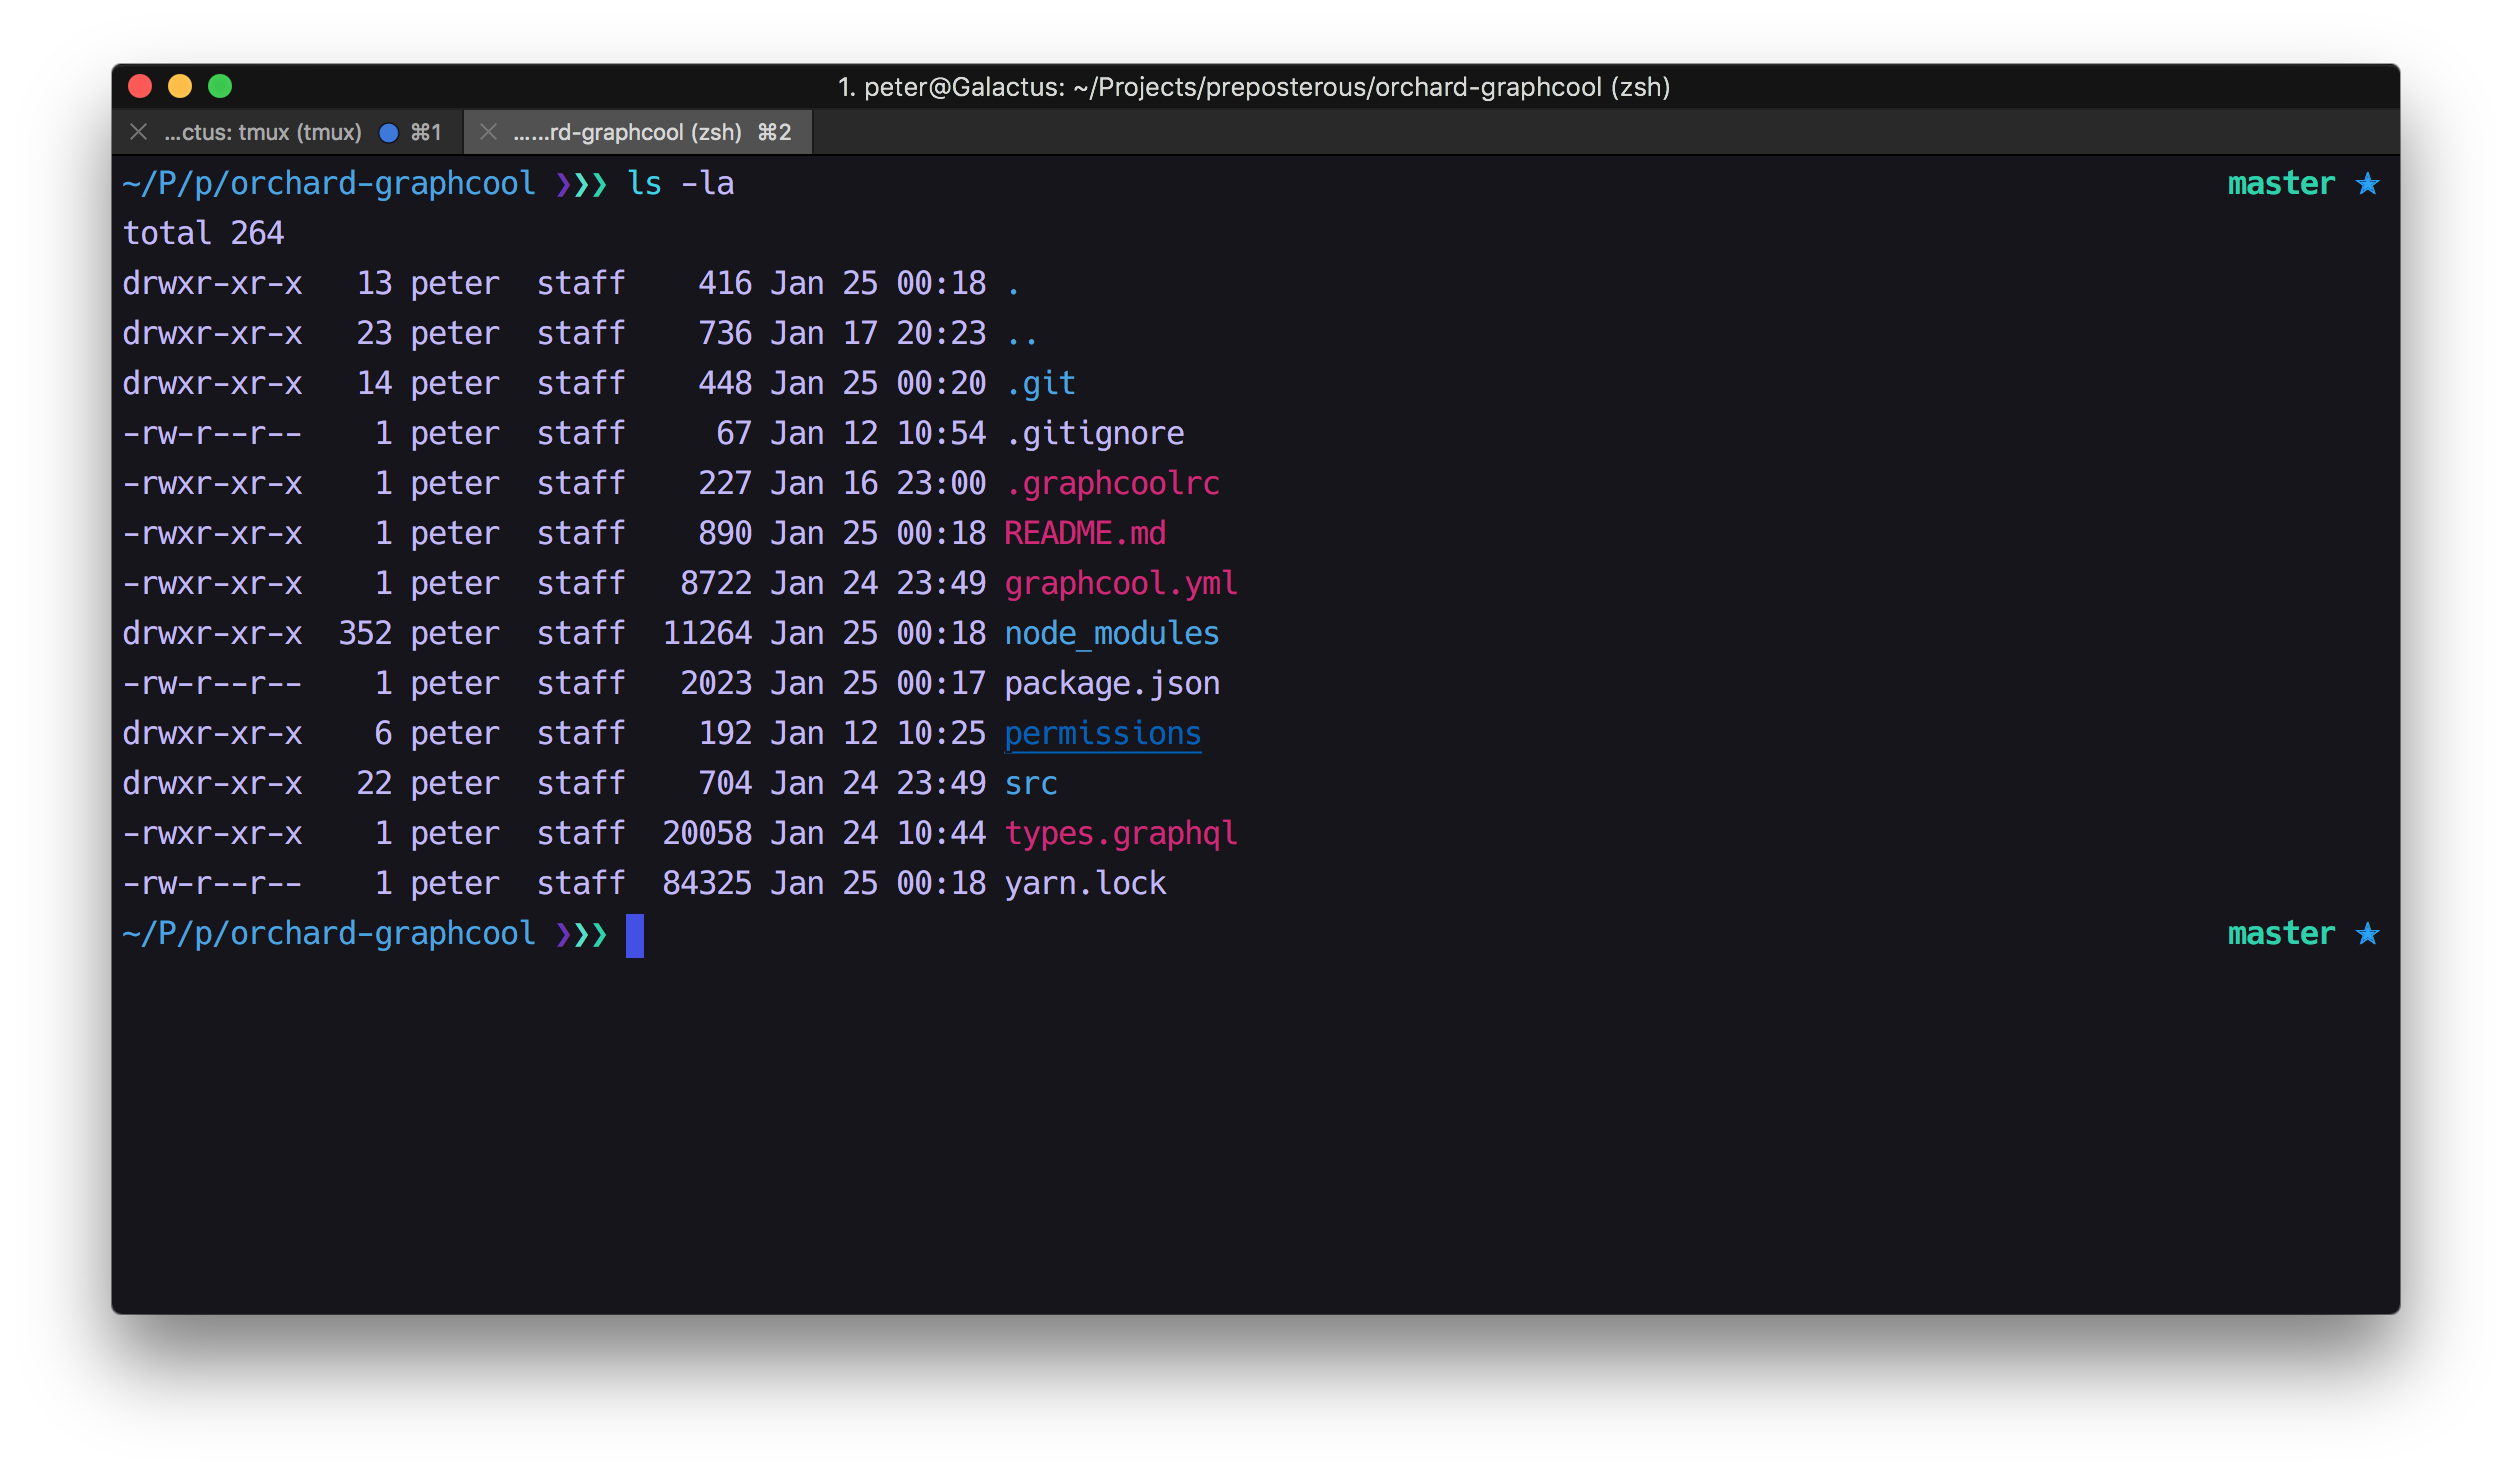 1. peter@Galactus: ~/Projects/preposterous/orchard-graphcool (zsh)
...ctus: tmux (tmux) ⌘1 ......rd-graphcool (zsh) ⌘2
~/P/p/orchard-graphcool ❯❯❯ ls -la master ★
total 264
drwxr-xr-x   13 peter  staff    416 Jan 25 00:18 .
drwxr-xr-x   23 peter  staff    736 Jan 17 20:23 ..
drwxr-xr-x   14 peter  staff    448 Jan 25 00:20 .git
-rw-r--r--    1 peter  staff     67 Jan 12 10:54 .gitignore
-rwxr-xr-x    1 peter  staff    227 Jan 16 23:00 .graphcoolrc
-rwxr-xr-x    1 peter  staff    890 Jan 25 00:18 README.md
-rwxr-xr-x    1 peter  staff   8722 Jan 24 23:49 graphcool.yml
drwxr-xr-x  352 peter  staff  11264 Jan 25 00:18 node_modules
-rw-r--r--    1 peter  staff   2023 Jan 25 00:17 package.json
drwxr-xr-x    6 peter  staff    192 Jan 12 10:25 permissions
drwxr-xr-x   22 peter  staff    704 Jan 24 23:49 src
-rwxr-xr-x    1 peter  staff  20058 Jan 24 10:44 types.graphql
-rw-r--r--    1 peter  staff  84325 Jan 25 00:18 yarn.lock
~/P/p/orchard-graphcool ❯❯❯ master ★